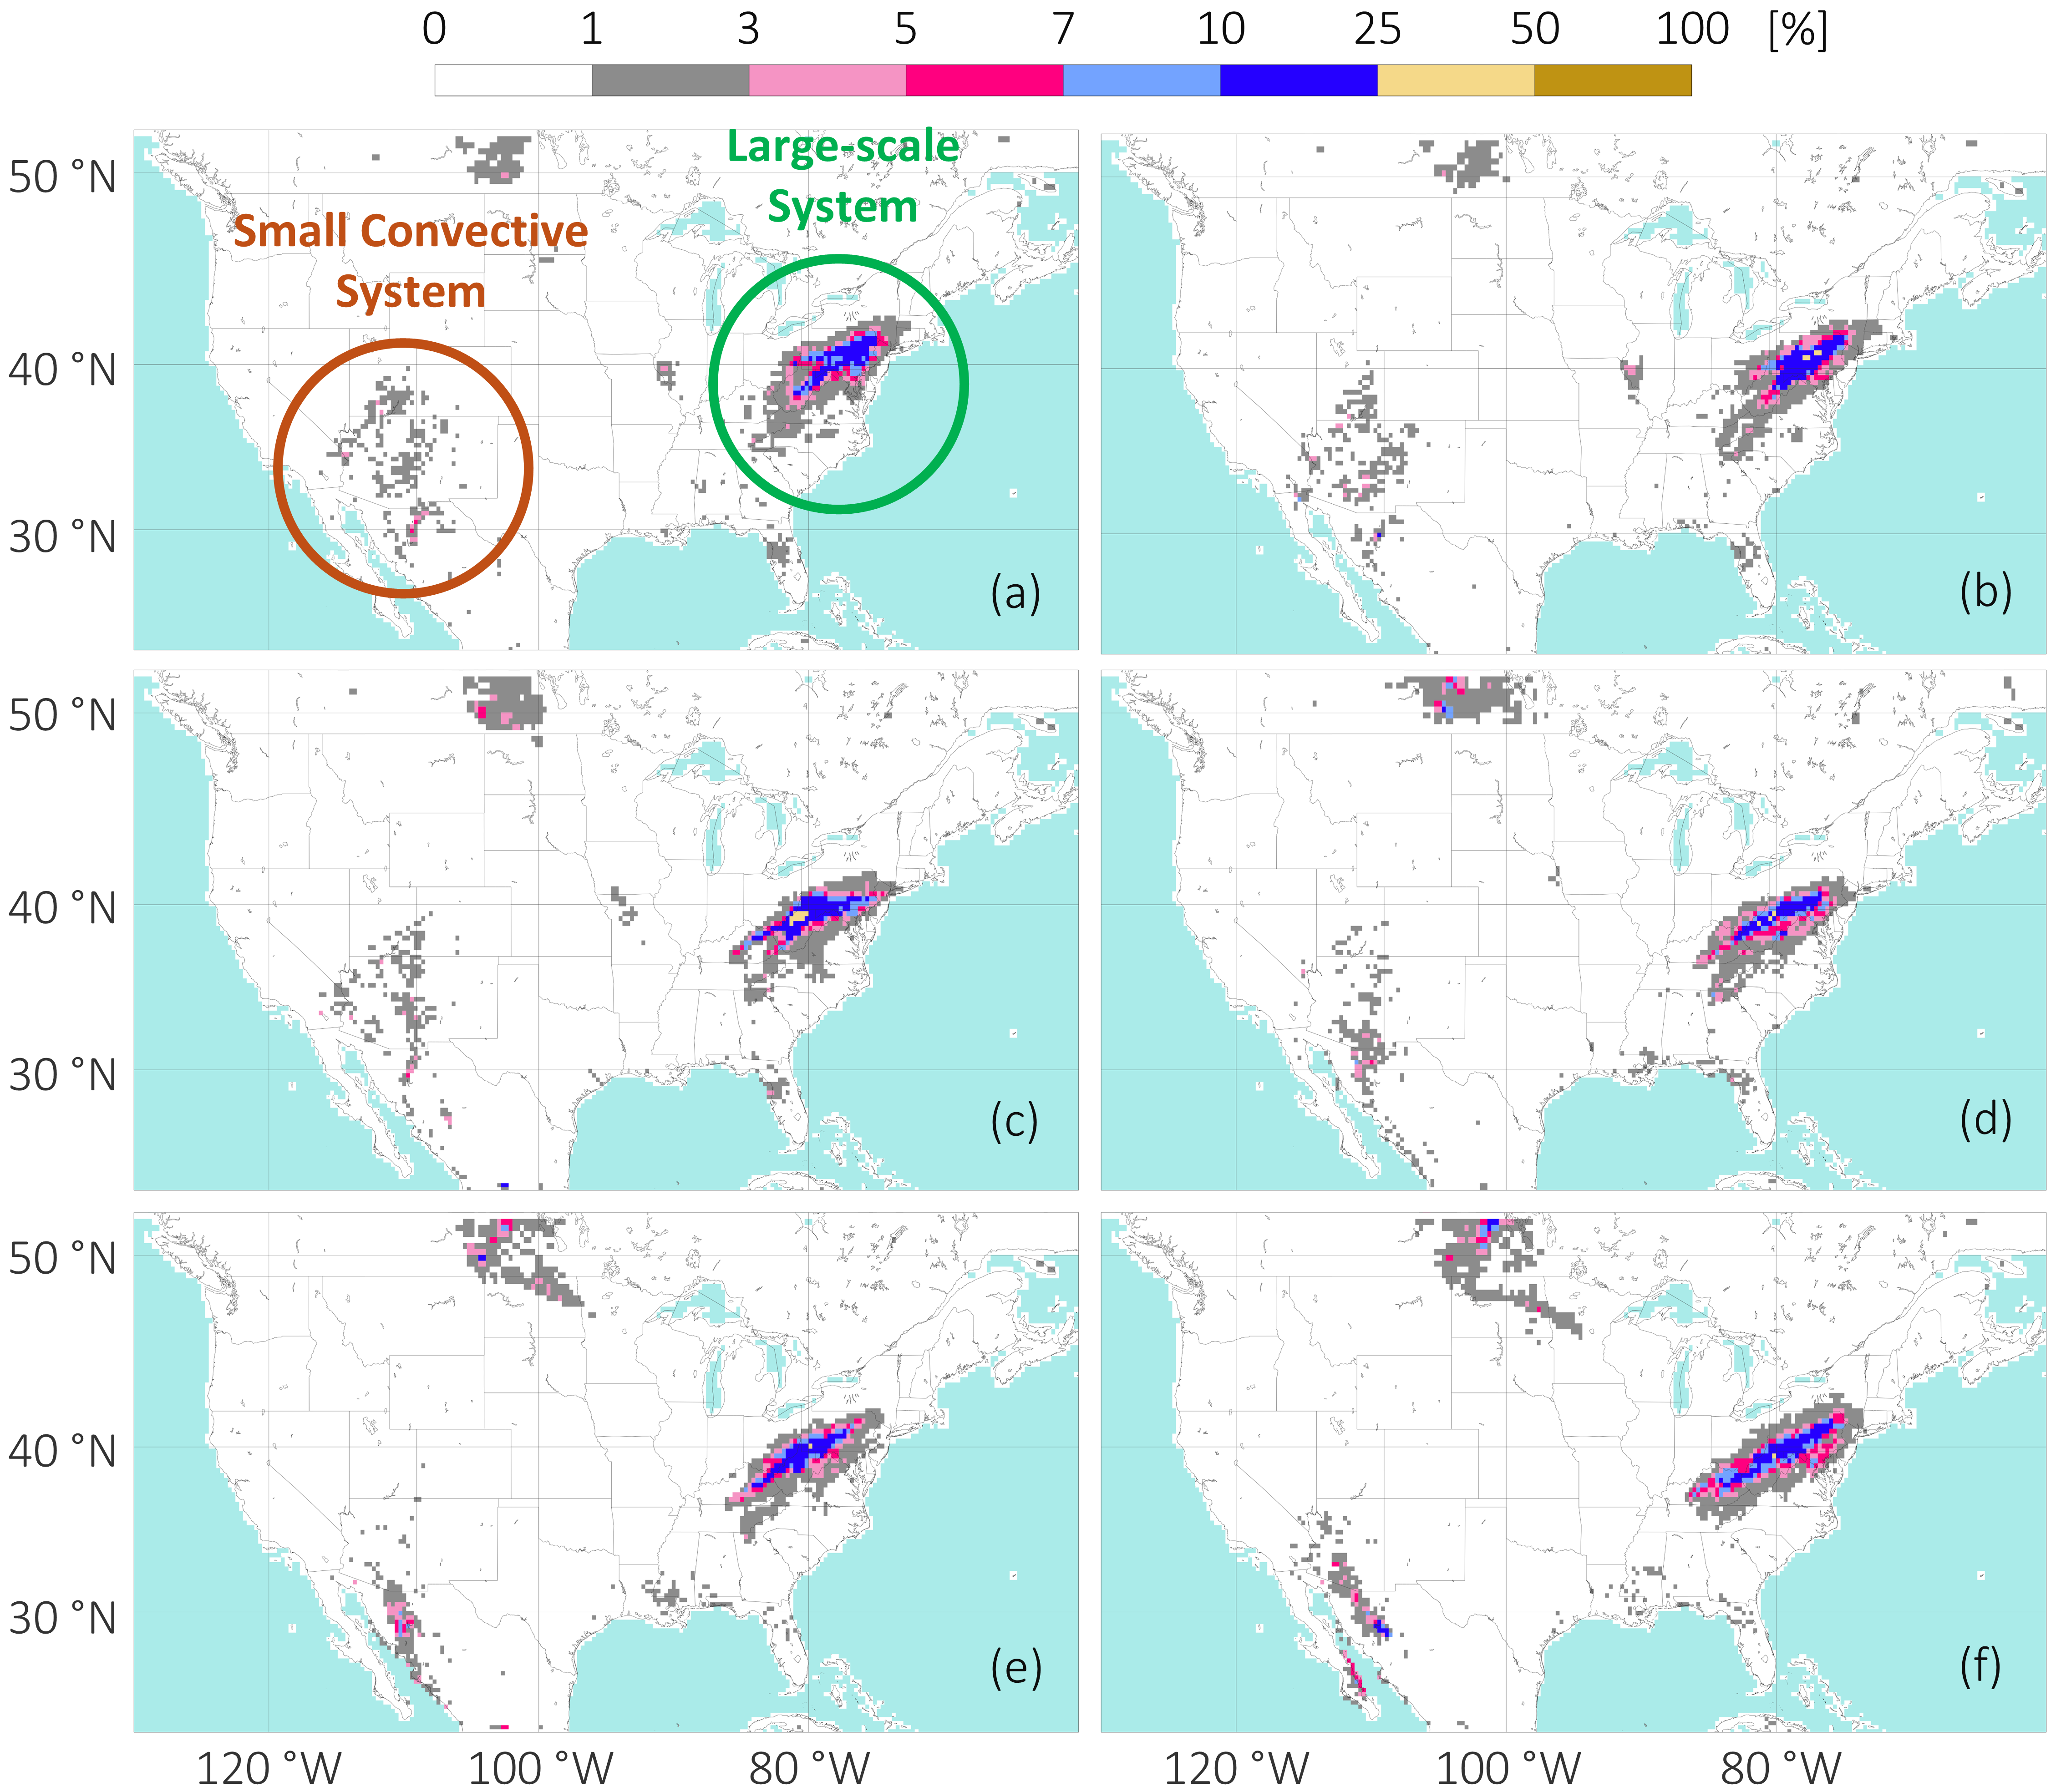 0 1 3 5 7 10 25 50 100 [%]
Large-scale
System
Small Convective
System
50 °N
40 °N
30 °N
(a)
(b)
50 °N
40 °N
30 °N
(c)
(d)
50 °N
40 °N
30 °N
(e)
(f)
120 °W 100 °W 80 °W 120 °W 100 °W 80 °W